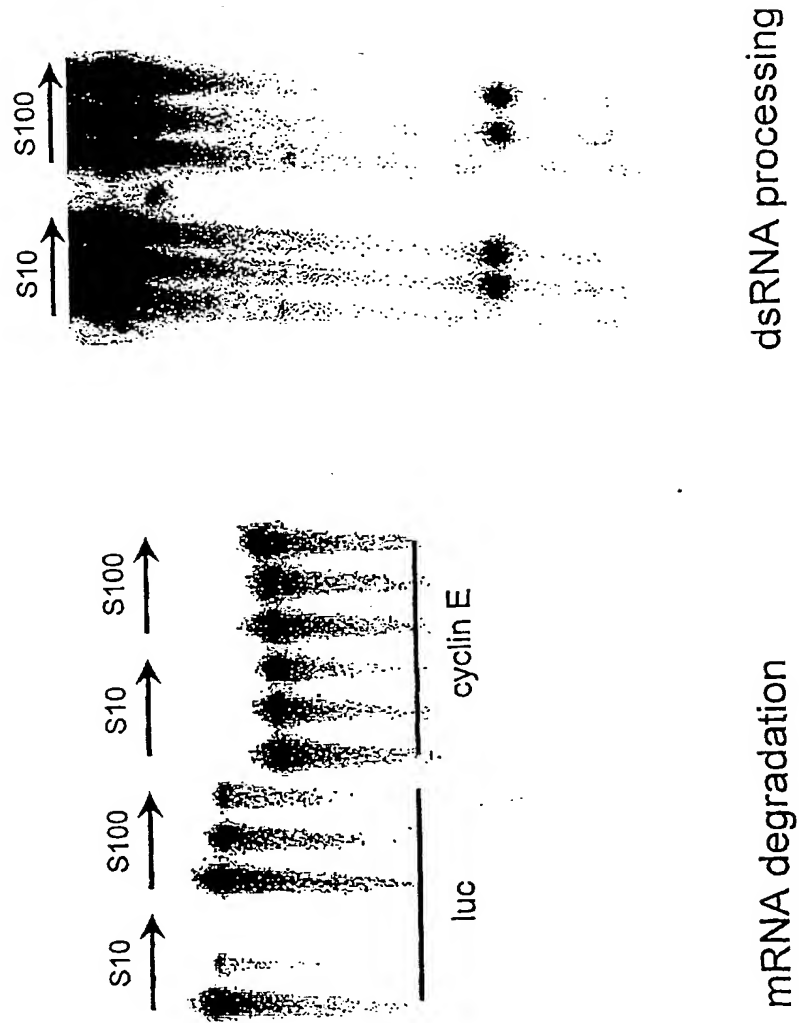 S10
S100
S10
S100
luc
cyclin E
mRNA degradation
S10
S100
dsRNA processing